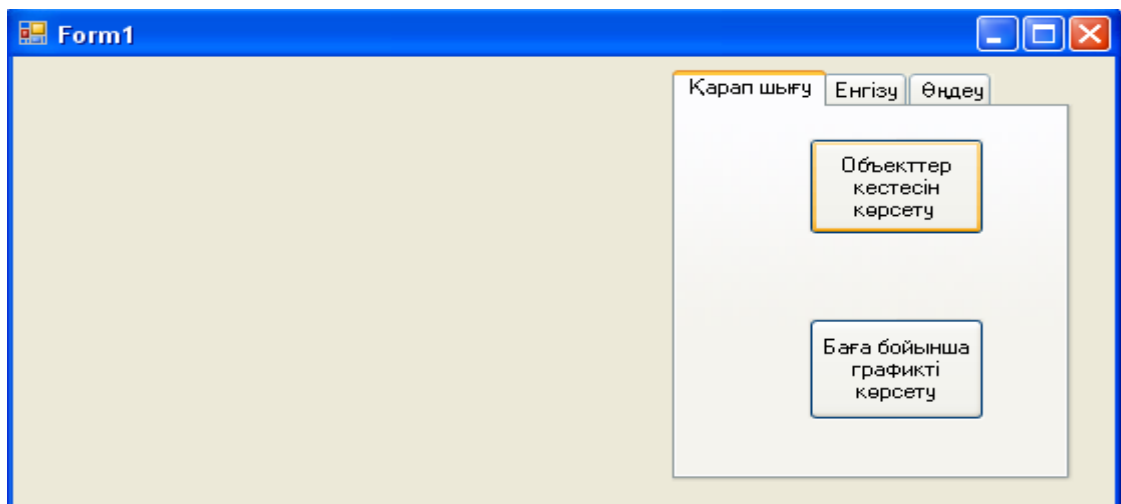 Form1
Қарап шығу Енгізу Өңдеу
Объекттер
кестесін
көрсету
Баға бойынша
графикті
көрсету